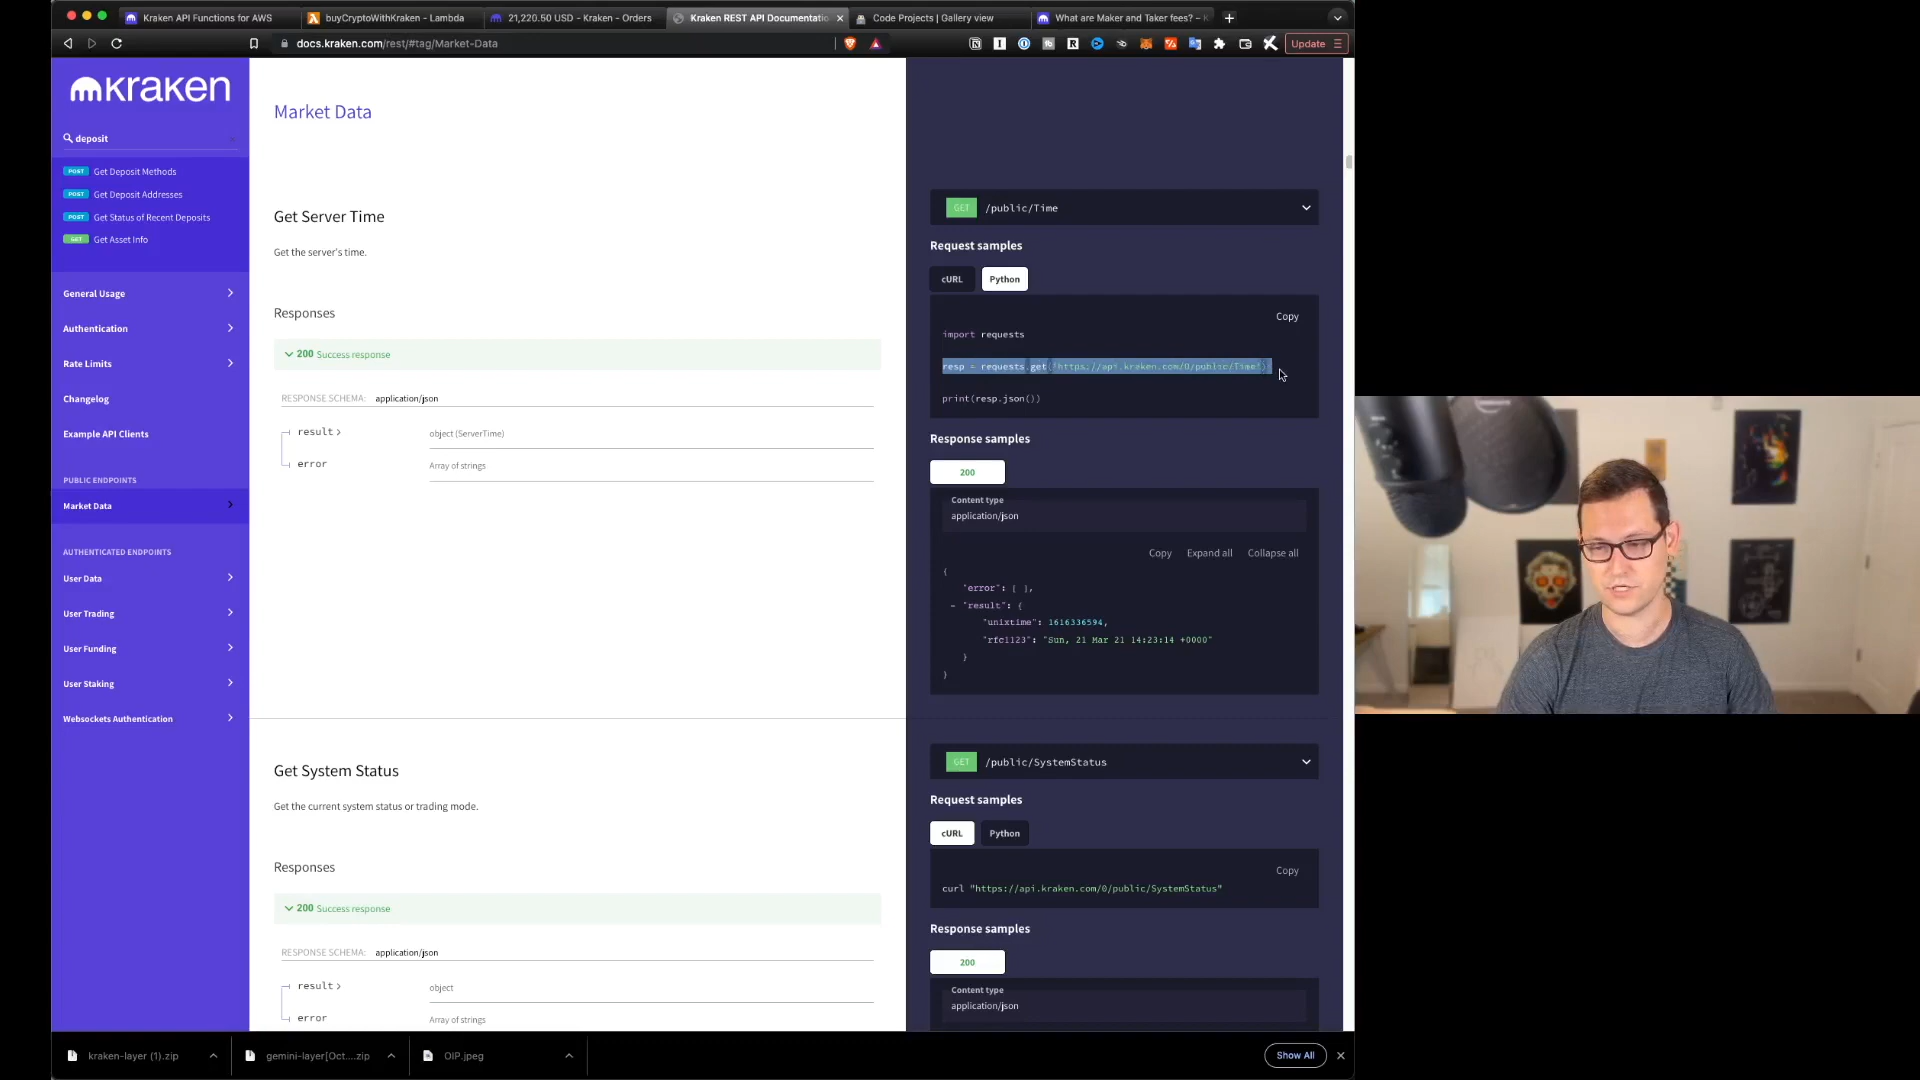 Kraken API Functions for AWS
buyCryptoWithKraken - Lambda
21,220.50 USD - Kraken - Orders
Kraken REST API Documentatio
Code Projects | Gallery view
What are Maker and Taker fees? -
docs.kraken.com/rest/#tag/Market-Data
Update
kraken
deposit
POST Get Deposit Methods
POST Get Deposit Addresses
POST Get Status of Recent Deposits
GET Get Asset Info
General Usage
Authentication
Rate Limits
Changelog
Example API Clients
PUBLIC ENDPOINTS
Market Data
AUTHENTICATED ENDPOINTS
User Data
User Trading
User Funding
User Staking
Websockets Authentication
Market Data
Get Server Time
Get the server's time.
Responses
200 Success response
RESPONSE SCHEMA: application/json
result > object (ServerTime)
error Array of strings
GET /public/Time
Request samples
cURL Python
Copy
import requests
resp = requests.get('https://api.kraken.com/0/public/Time')
print(resp.json())
Response samples
200
Content type
application/json
Copy Expand all Collapse all
{
"error": [ ],
- "result": {
"unixtime": 1616336594,
"rfc1123": "Sun, 21 Mar 21 14:23:14 +0000"
}
}
Get System Status
Get the current system status or trading mode.
Responses
200 Success response
RESPONSE SCHEMA: application/json
result > object
error Array of strings
GET /public/SystemStatus
Request samples
cURL Python
Copy
curl "https://api.kraken.com/0/public/SystemStatus"
Response samples
200
Content type
application/json
kraken-layer (1).zip
gemini-layer[Oct....zip
OIP.jpeg
Show All